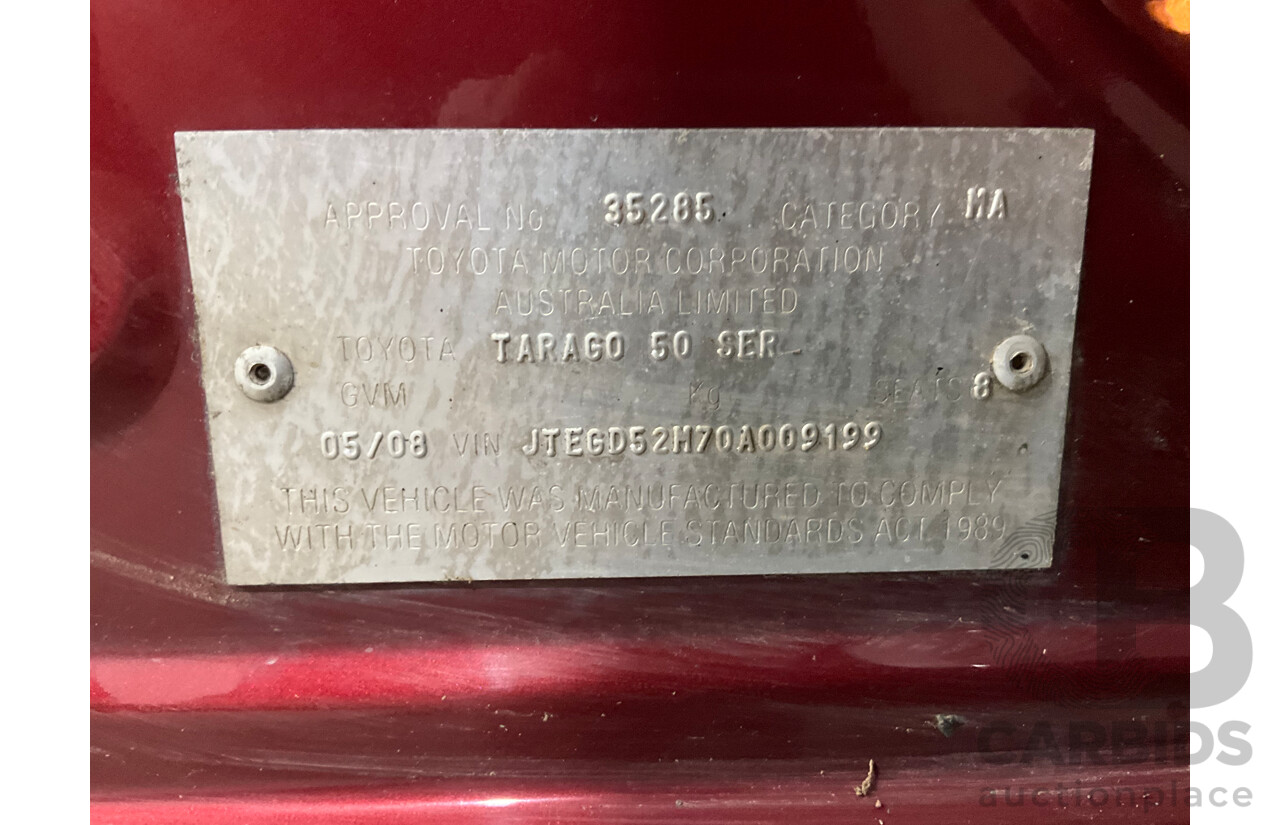 APPROVAL No 35285 CATEGORY MA
TOYOTA MOTOR CORPORATION
AUSTRALIA LIMITED
TOYOTA TARAGO 50 SER
GVM Kg SEATS 8
05/08 VIN JTEGD52M70A009199
THIS VEHICLE WAS MANUFACTURED TO COMPLY
WITH THE MOTOR VEHICLE STANDARDS ACT 1989
B
CARBIDS
auctionplace